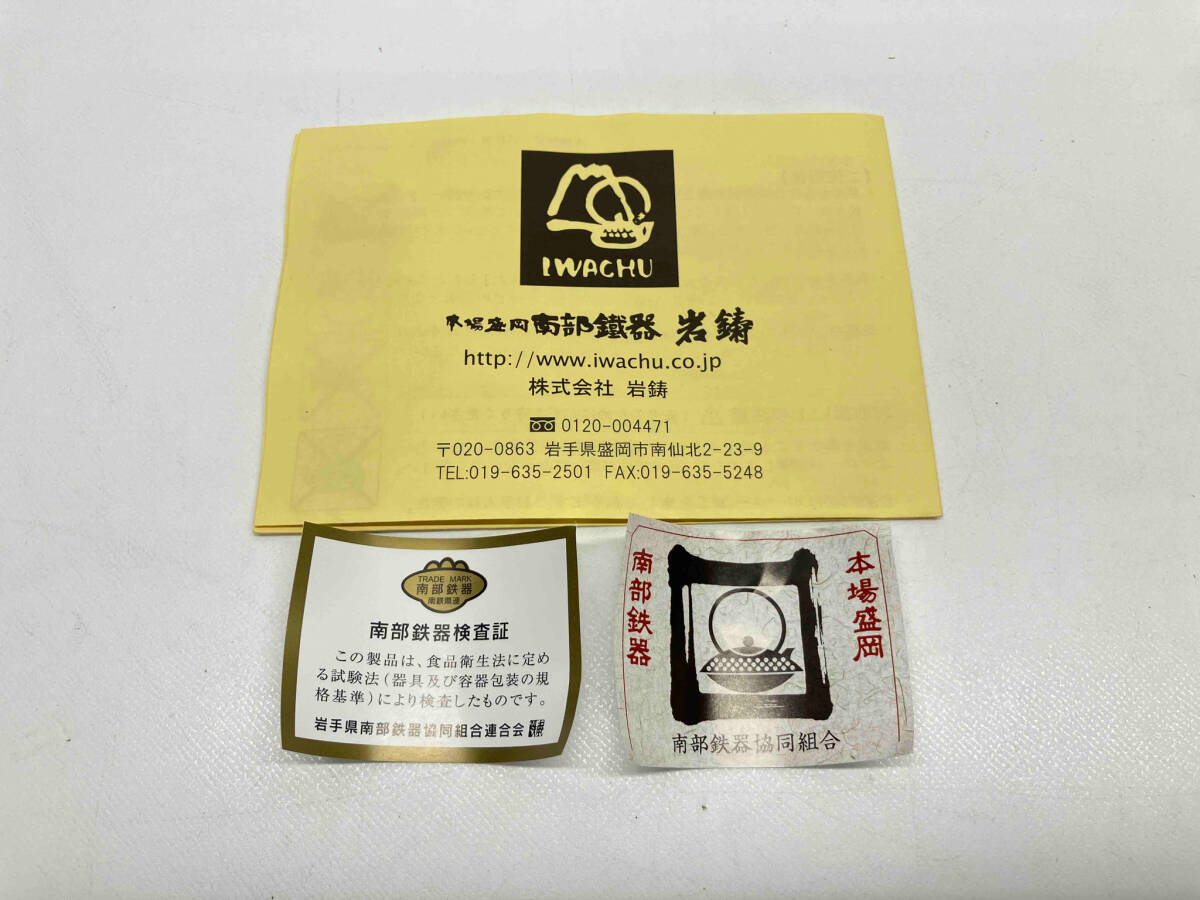 IWACHU
本場盛岡 南部鐵器 岩鋳
http://www.iwachu.co.jp
株式会社 岩鋳
0120-004471
〒020-0863 岩手県盛岡市南仙北2-23-9
TEL:019-635-2501 FAX:019-635-5248
TRADE MARK
南部鉄器
南鉄県連
南部鉄器検査証
この製品は、食品衛生法に定め
る試験法(器具及び容器包装の規
格基準)により検査したものです。
岩手県南部鉄器協同組合連合会
本場盛岡
南部鉄器
南部鉄器協同組合